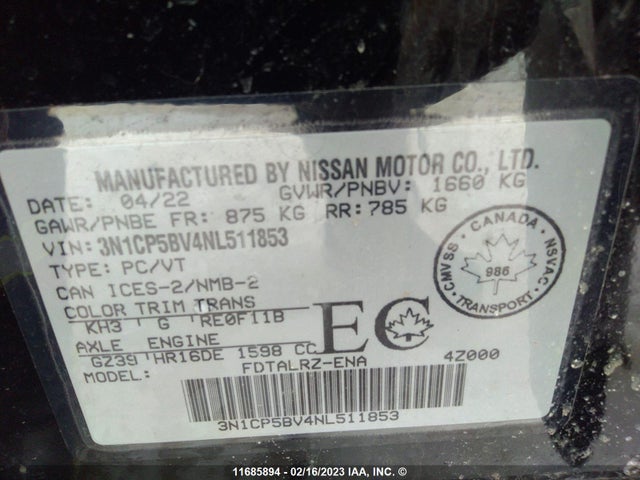 MANUFACTURED BY NISSAN MOTOR CO., LTD.
DATE: 04/22 GVWR/PNBV: 1660 KG
GAWR/PNBE FR: 875 KG RR: 785 KG
VIN: 3N1CP5BV4NL511853
TYPE: PC/VT
CAN ICES-2/NMB-2
COLOR TRIM TRANS
KH3 G RE0F11B
AXLE ENGINE
GZ39 HR16DE 1598 CC
MODEL: FDTALRZ-ENA 4Z000
EC
CANADA
CMVSS
NSVAC
986
TRANSPORT
3N1CP5BV4NL511853
11685894 - 02/16/2023 - IAA, INC. ©